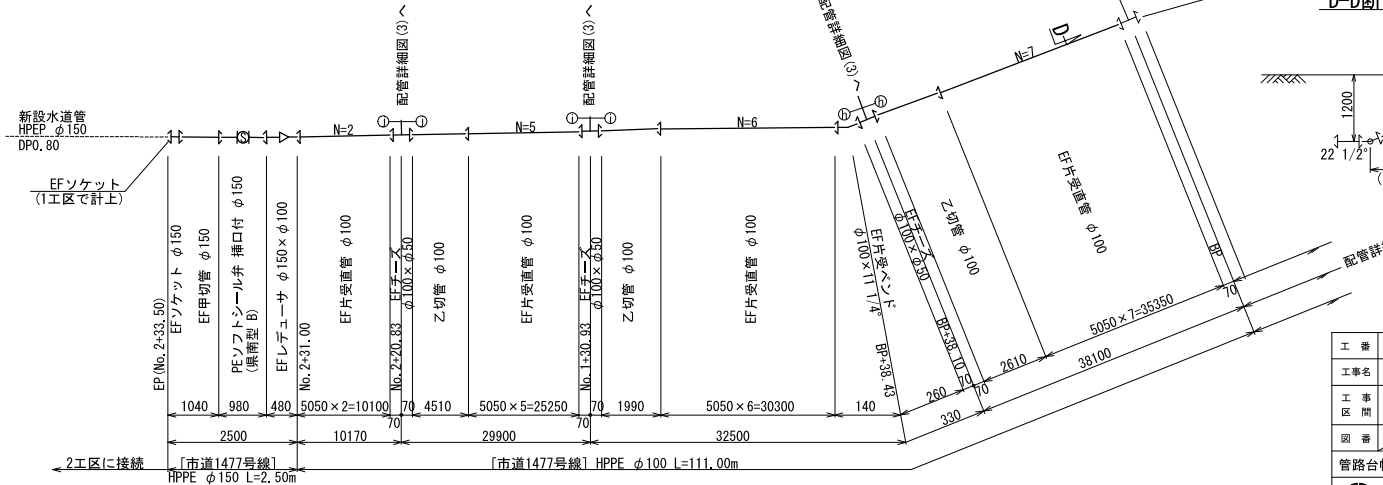 配管詳細図(3)へ
配管詳細図(3)へ
配管詳細図(3)へ
D
N=7
1200
22 1/2°
新設水道管
HPEP φ150
DP0.80
EFソケット
(1工区で計上)
S
N=2
i
i
N=5
i
i
N=6
h
h
EP(No.2+33.50)
EFソケット φ150
EF甲切管 φ150
PEソフトシール弁 挿口付 φ150
(県南型 B)
EFレデューサ φ150×φ100
No.2+31.00
EF片受直管 φ100
No.2+20.83
EFチーズ
φ100×φ50
乙切管 φ100
EF片受直管 φ100
No.1+30.93
EFチーズ
φ100×φ50
乙切管 φ100
EF片受直管 φ100
EF片受ベンド
φ100×11 1/4°
BP+38.43
EFチーズ
φ100×φ50
BP+38.10
乙切管 φ100
EF片受直管 φ100
BP
1040
980
480
5050×2=10100
70
70
4510
5050×5=25250
70
70
1990
5050×6=30300
140
260
70
70
2610
5050×7=35350
70
2500
10170
29900
32500
330
38100
2工区に接続
[市道1477号線]
HPPE φ150 L=2.50m
[市道1477号線] HPPE φ100 L=111.00m
工 番
工事名
工 事
区 間
図 番